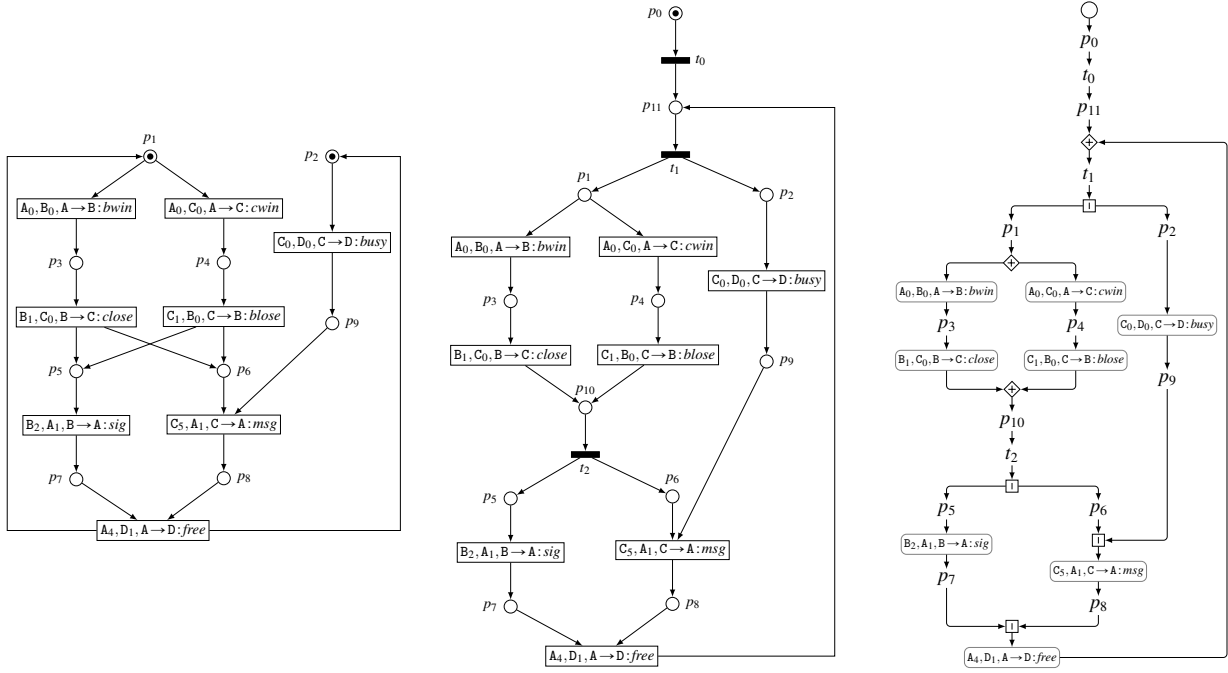 p₁
p₂
A₀,B₀,A→B:bwin
A₀,C₀,A→C:cwin
C₀,D₀,C→D:busy
p₃
p₄
B₁,C₀,B→C:close
C₁,B₀,C→B:blose
p₉
p₅
p₆
B₂,A₁,B→A:sig
C₅,A₁,C→A:msg
p₇
p₈
A₄,D₁,A→D:free
p₀
t₀
p₁₁
t₁
p₁
p₂
A₀,B₀,A→B:bwin
A₀,C₀,A→C:cwin
C₀,D₀,C→D:busy
p₃
p₄
B₁,C₀,B→C:close
C₁,B₀,C→B:blose
p₉
p₁₀
t₂
p₅
p₆
B₂,A₁,B→A:sig
C₅,A₁,C→A:msg
p₇
p₈
A₄,D₁,A→D:free
p₀
t₀
p₁₁
+
t₁
p₁
p₂
+
A₀,B₀,A→B:bwin
A₀,C₀,A→C:cwin
C₀,D₀,C→D:busy
p₃
p₄
B₁,C₀,B→C:close
C₁,B₀,C→B:blose
p₉
+
p₁₀
t₂
p₅
p₆
B₂,A₁,B→A:sig
C₅,A₁,C→A:msg
p₇
p₈
A₄,D₁,A→D:free